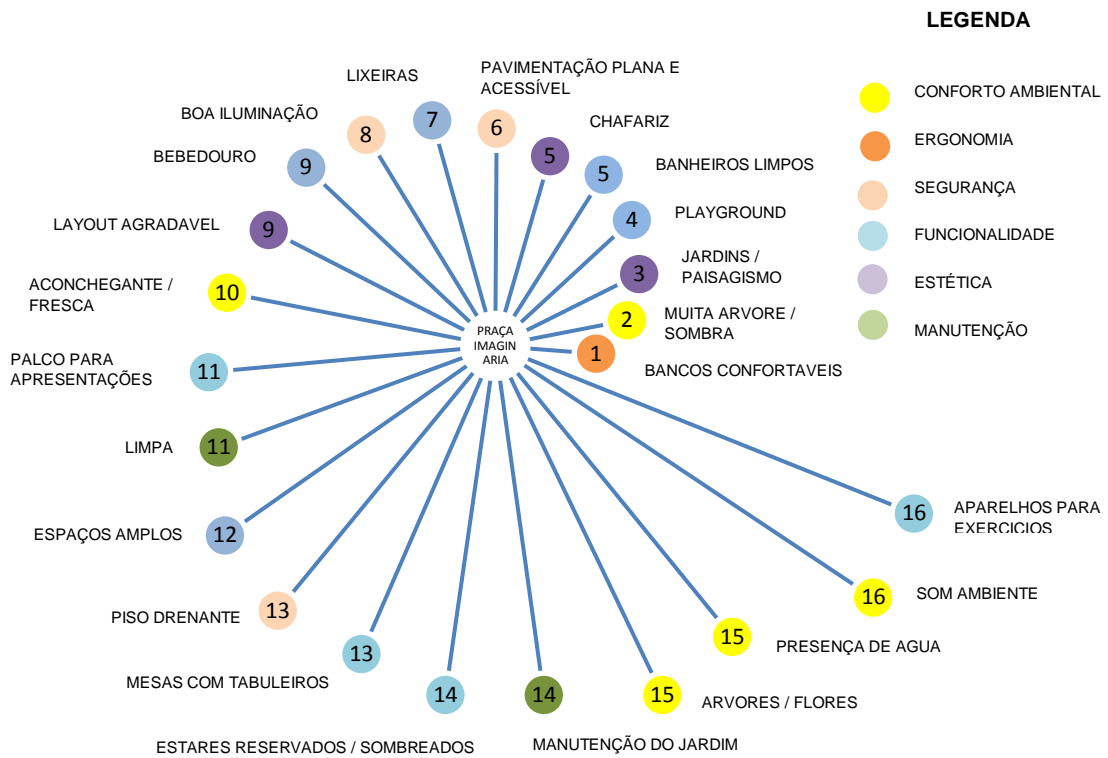 LEGENDA
CONFORTO AMBIENTAL
ERGONOMIA
SEGURANÇA
FUNCIONALIDADE
ESTÉTICA
MANUTENÇÃO
PRAÇA
IMAGIN
ARIA
1
BANCOS CONFORTAVEIS
2
MUITA ARVORE /
SOMBRA
3
JARDINS /
PAISAGISMO
4
PLAYGROUND
5
BANHEIROS LIMPOS
5
CHAFARIZ
6
PAVIMENTAÇÃO PLANA E
ACESSÍVEL
7
LIXEIRAS
8
BOA ILUMINAÇÃO
9
BEBEDOURO
9
LAYOUT AGRADAVEL
10
ACONCHEGANTE /
FRESCA
11
PALCO PARA
APRESENTAÇÕES
11
LIMPA
12
ESPAÇOS AMPLOS
13
PISO DRENANTE
13
MESAS COM TABULEIROS
14
ESTARES RESERVADOS / SOMBREADOS
14
MANUTENÇÃO DO JARDIM
15
ARVORES / FLORES
15
PRESENÇA DE AGUA
16
SOM AMBIENTE
16
APARELHOS PARA
EXERCICIOS